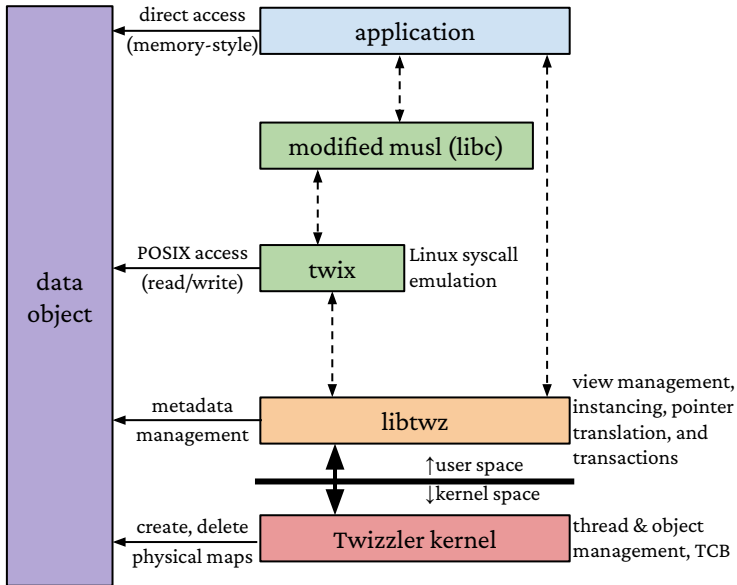 direct access
(memory-style)
application
modified musl (libc)
POSIX access
(read/write)
twix
Linux syscall
emulation
data
object
metadata
management
libtwz
view management,
instancing, pointer
translation, and
transactions
↑user space
↓kernel space
create, delete
physical maps
Twizzler kernel
thread & object
management, TCB